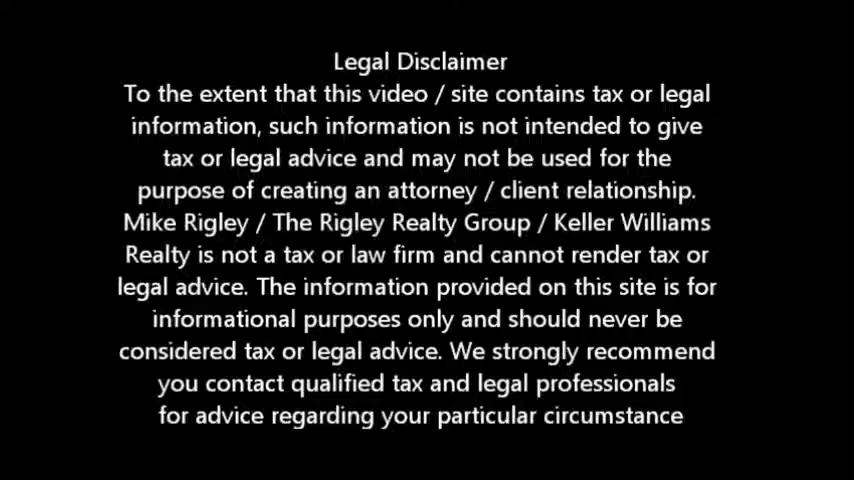 Legal Disclaimer
To the extent that this video / site contains tax or legal
information, such information is not intended to give
tax or legal advice and may not be used for the
purpose of creating an attorney / client relationship.
Mike Rigley / The Rigley Realty Group / Keller Williams
Realty is not a tax or law firm and cannot render tax or
legal advice. The information provided on this site is for
informational purposes only and should never be
considered tax or legal advice. We strongly recommend
you contact qualified tax and legal professionals
for advice regarding your particular circumstance